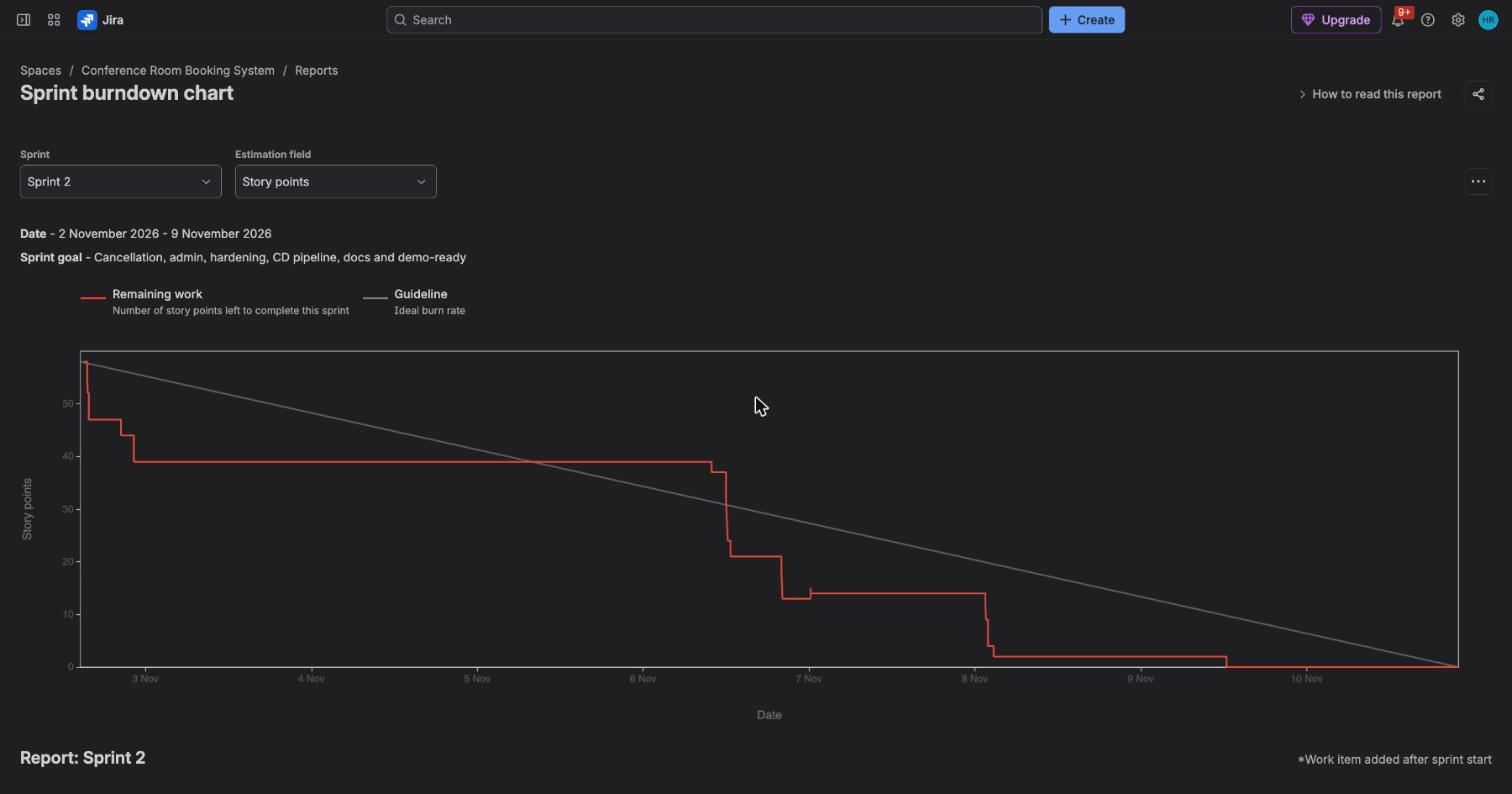 Jira
Search
Create
Upgrade
9+
HR
Spaces / Conference Room Booking System / Reports
Sprint burndown chart
How to read this report
Sprint
Estimation field
Sprint 2
Story points
Date - 2 November 2026 - 9 November 2026
Sprint goal - Cancellation, admin, hardening, CD pipeline, docs and demo-ready
Remaining work
Number of story points left to complete this sprint
Guideline
Ideal burn rate
Story points
50
40
30
20
10
0
3 Nov
4 Nov
5 Nov
6 Nov
7 Nov
8 Nov
9 Nov
10 Nov
Date
Report: Sprint 2
*Work item added after sprint start